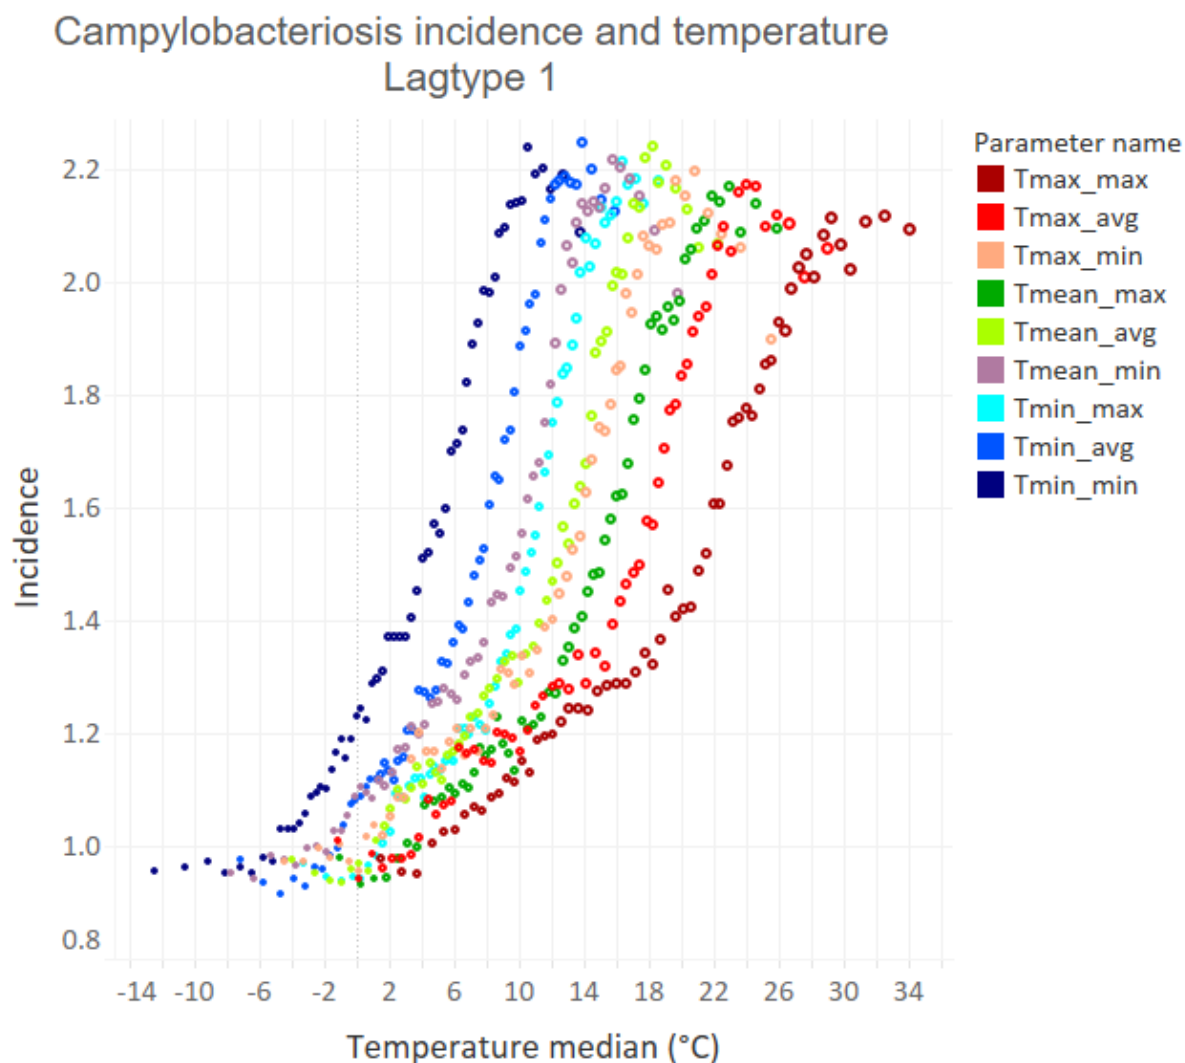 Campylobacteriosis incidence and temperature
Lagtype 1
Parameter name
Tmax_max
Tmax_avg
Tmax_min
Tmean_max
Tmean_avg
Tmean_min
Tmin_max
Tmin_avg
Tmin_min
Incidence
2.2
2.0
1.8
1.6
1.4
1.2
1.0
0.8
-14 -10 -6 -2 2 6 10 14 18 22 26 30 34
Temperature median (°C)